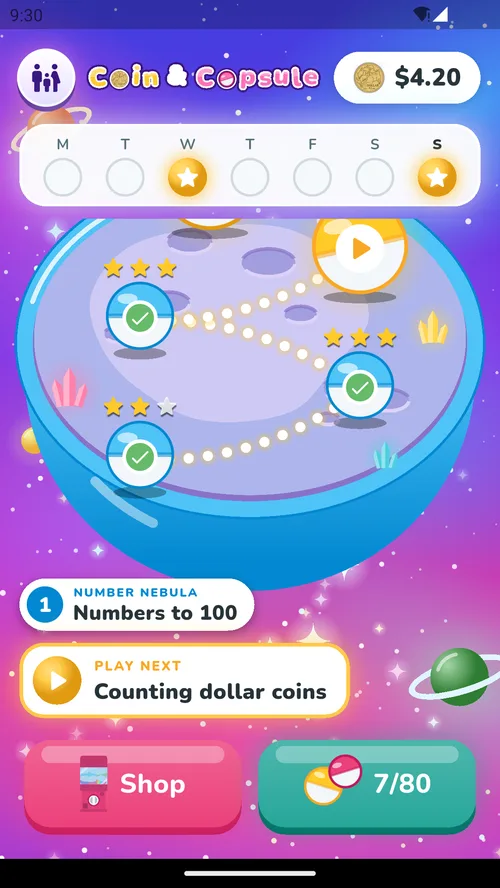 9:30
Coin & Capsule
$4.20
M T W T F S S
1
NUMBER NEBULA
Numbers to 100
PLAY NEXT
Counting dollar coins
Shop
7/80